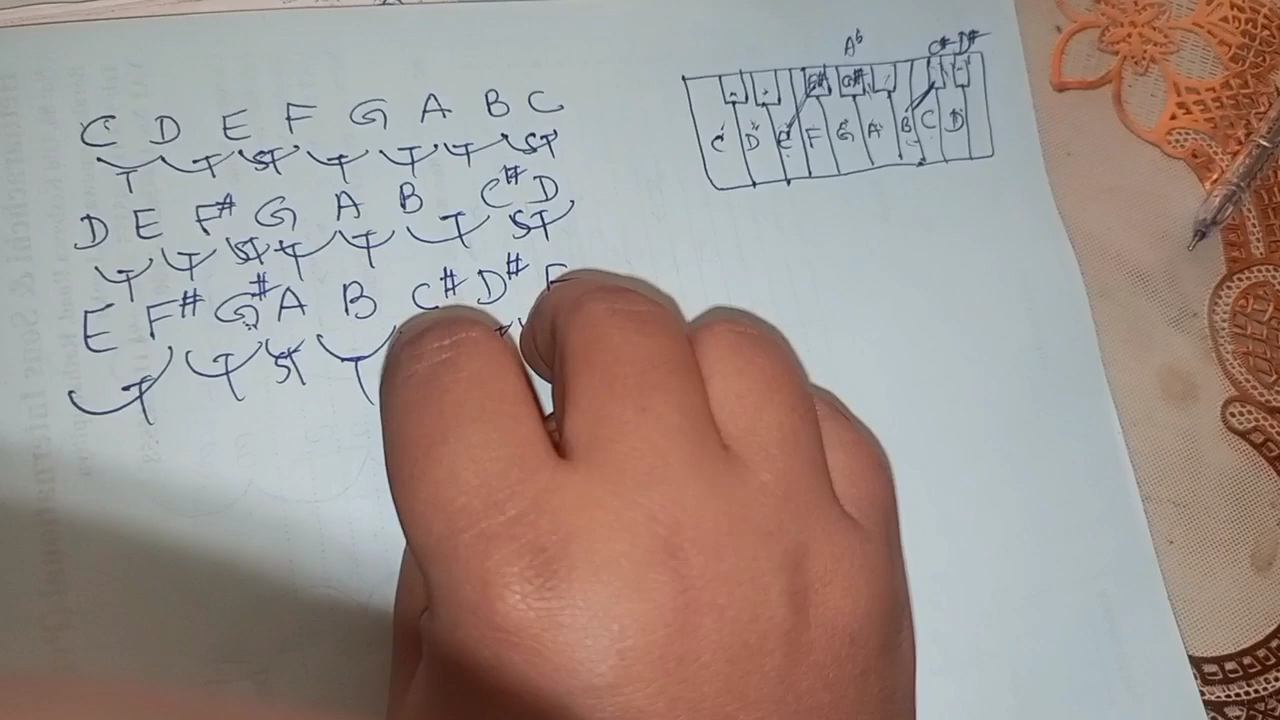 C D E F G A B C
T T ST T T T ST
D E F# G A B C# D
T T ST T T T ST
E F# G# A B C# D#
T T ST T
Ab C# D#
G#
C D E F G A B C D